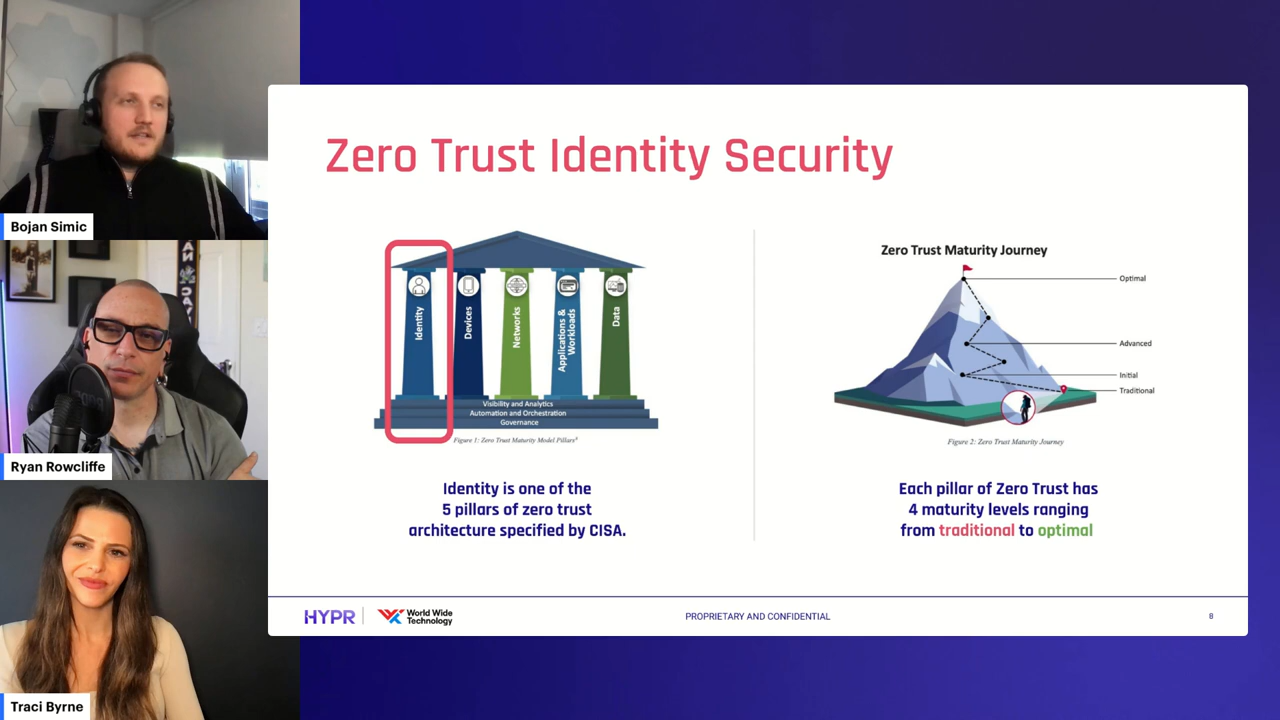 Bojan Simic
Ryan Rowcliffe
Traci Byrne
Zero Trust Identity Security
Identity
Devices
Networks
Applications &
Workloads
Data
Visibility and Analytics
Automation and Orchestration
Governance
Figure 1: Zero Trust Maturity Model Pillars
Identity is one of the
5 pillars of zero trust
architecture specified by CISA.
Zero Trust Maturity Journey
Optimal
Advanced
Initial
Traditional
Figure 2: Zero Trust Maturity Journey
Each pillar of Zero Trust has
4 maturity levels ranging
from traditional to optimal
HYPR
World Wide
Technology
PROPRIETARY AND CONFIDENTIAL
8